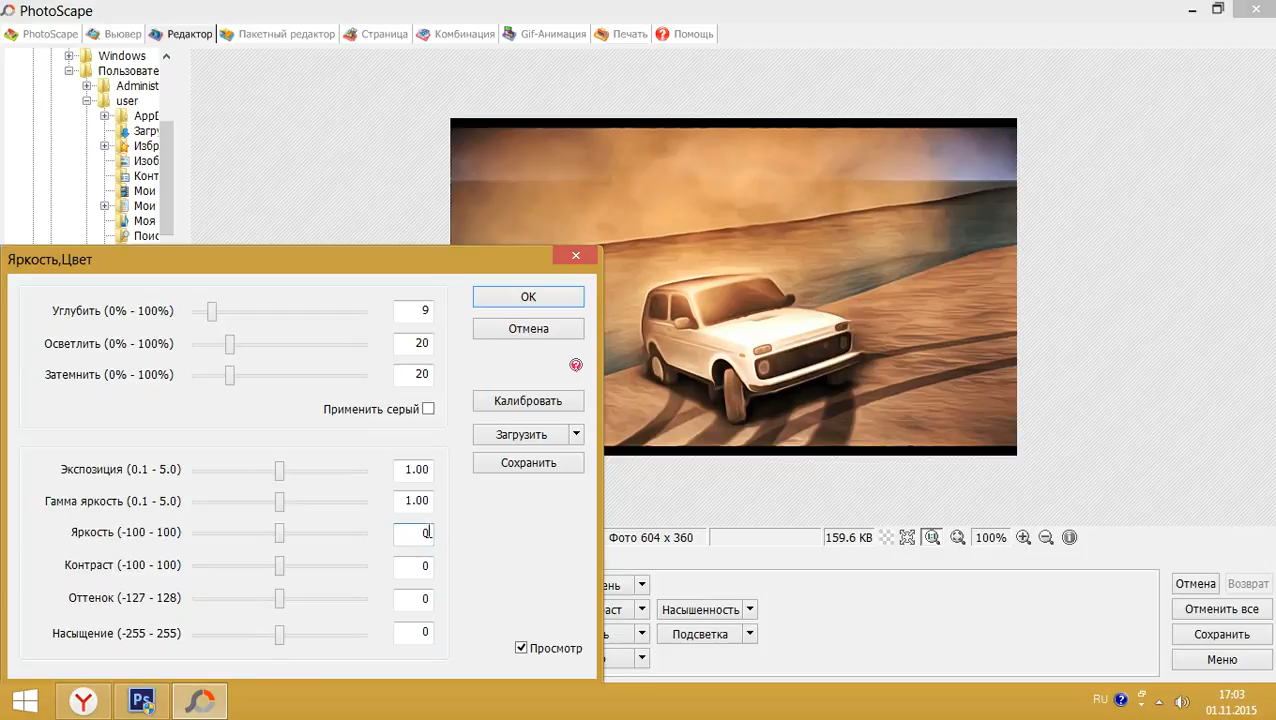 PhotoScape
PhotoScape Вьювер Редактор Пакетный редактор Страница Комбинация Gif-Анимация Печать Помощь
Windows
Пользовате
Administ
user
AppD
Загру
Избр
Изоб
Конт
Мои
Мои
Моя
Поис
Яркость,Цвет
Углубить (0% - 100%) 9
Осветлить (0% - 100%) 20
Затемнить (0% - 100%) 20
Применить серый
OK
Отмена
Калибровать
Загрузить
Сохранить
Экспозиция (0.1 - 5.0) 1.00
Гамма яркость (0.1 - 5.0) 1.00
Яркость (-100 - 100) 0
Контраст (-100 - 100) 0
Оттенок (-127 - 128) 0
Насыщение (-255 - 255) 0
Просмотр
Фото 604 x 360 159.6 KB 100%
ень
аст Насыщенность
ь Подсветка
Отмена Возврат
Отменить все
Сохранить
Меню
RU 17:03
01.11.2015